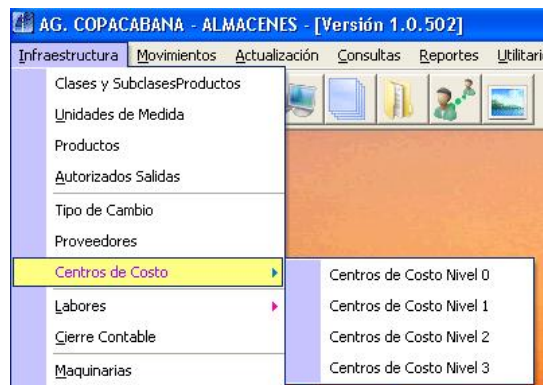 AG. COPACABANA - ALMACENES - [Versión 1.0.502]
Infraestructura Movimientos Actualización Consultas Reportes Utilitari
Clases y SubclasesProductos
Unidades de Medida
Productos
Autorizados Salidas
Tipo de Cambio
Proveedores
Centros de Costo
Centros de Costo Nivel 0
Labores
Centros de Costo Nivel 1
Cierre Contable
Centros de Costo Nivel 2
Maquinarias
Centros de Costo Nivel 3